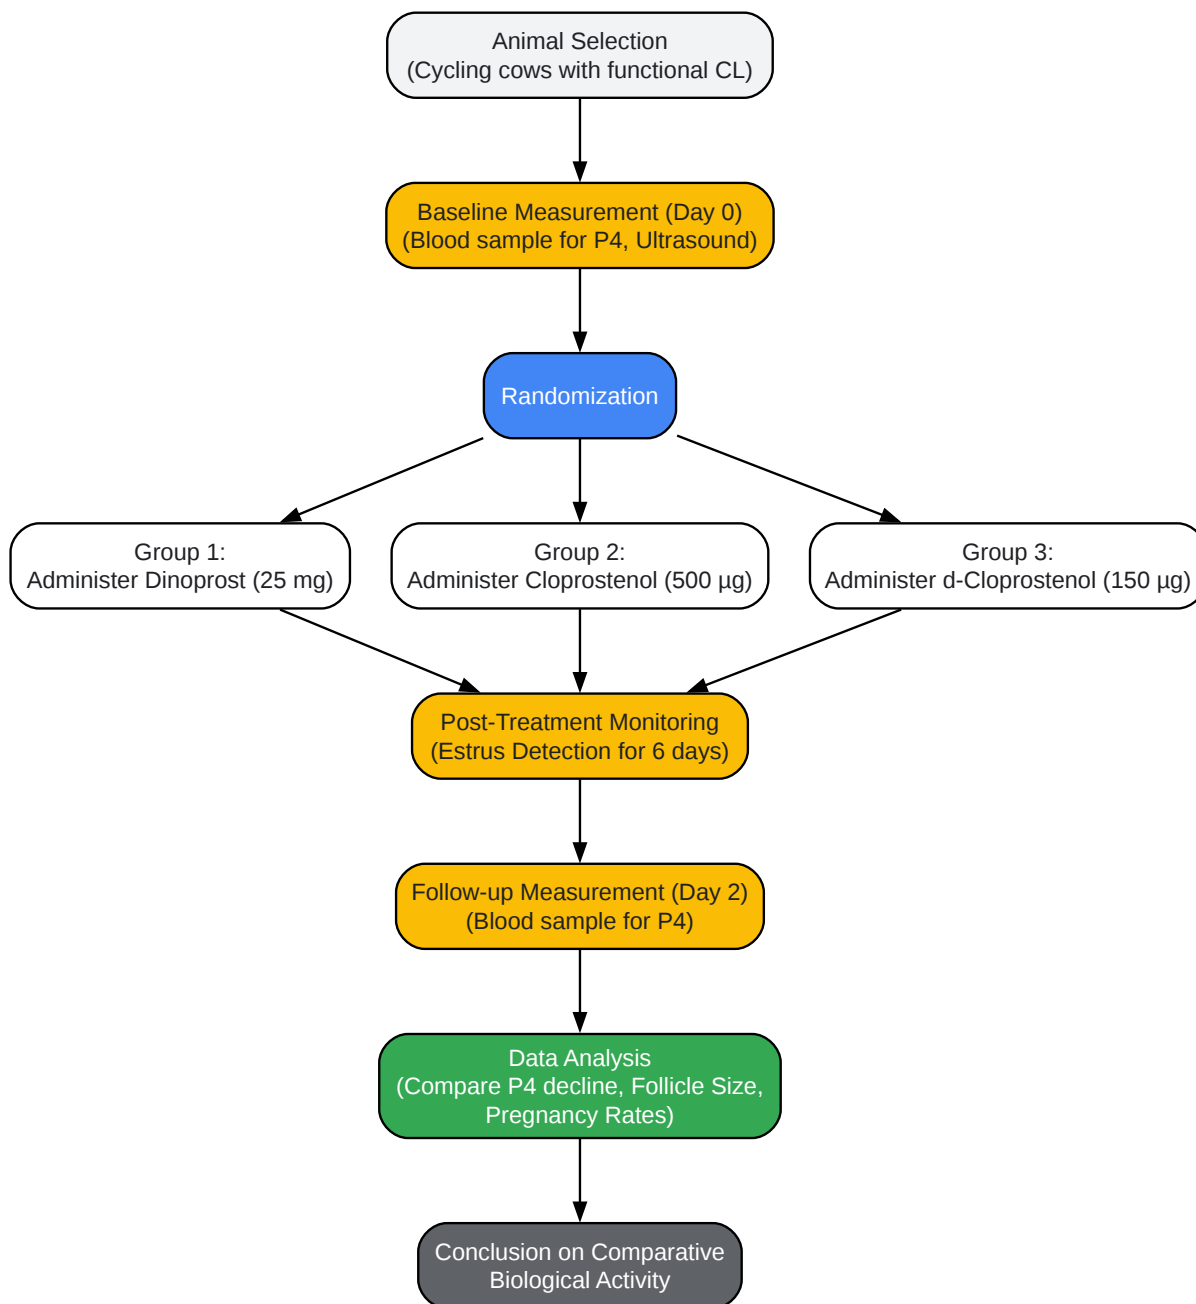 Animal Selection
(Cycling cows with functional CL)
Baseline Measurement (Day 0)
(Blood sample for P4, Ultrasound)
Randomization
Group 1:
Administer Dinoprost (25 mg)
Group 2:
Administer Cloprostenol (500 µg)
Group 3:
Administer d-Cloprostenol (150 µg)
Post-Treatment Monitoring
(Estrus Detection for 6 days)
Follow-up Measurement (Day 2)
(Blood sample for P4)
Data Analysis
(Compare P4 decline, Follicle Size,
Pregnancy Rates)
Conclusion on Comparative
Biological Activity